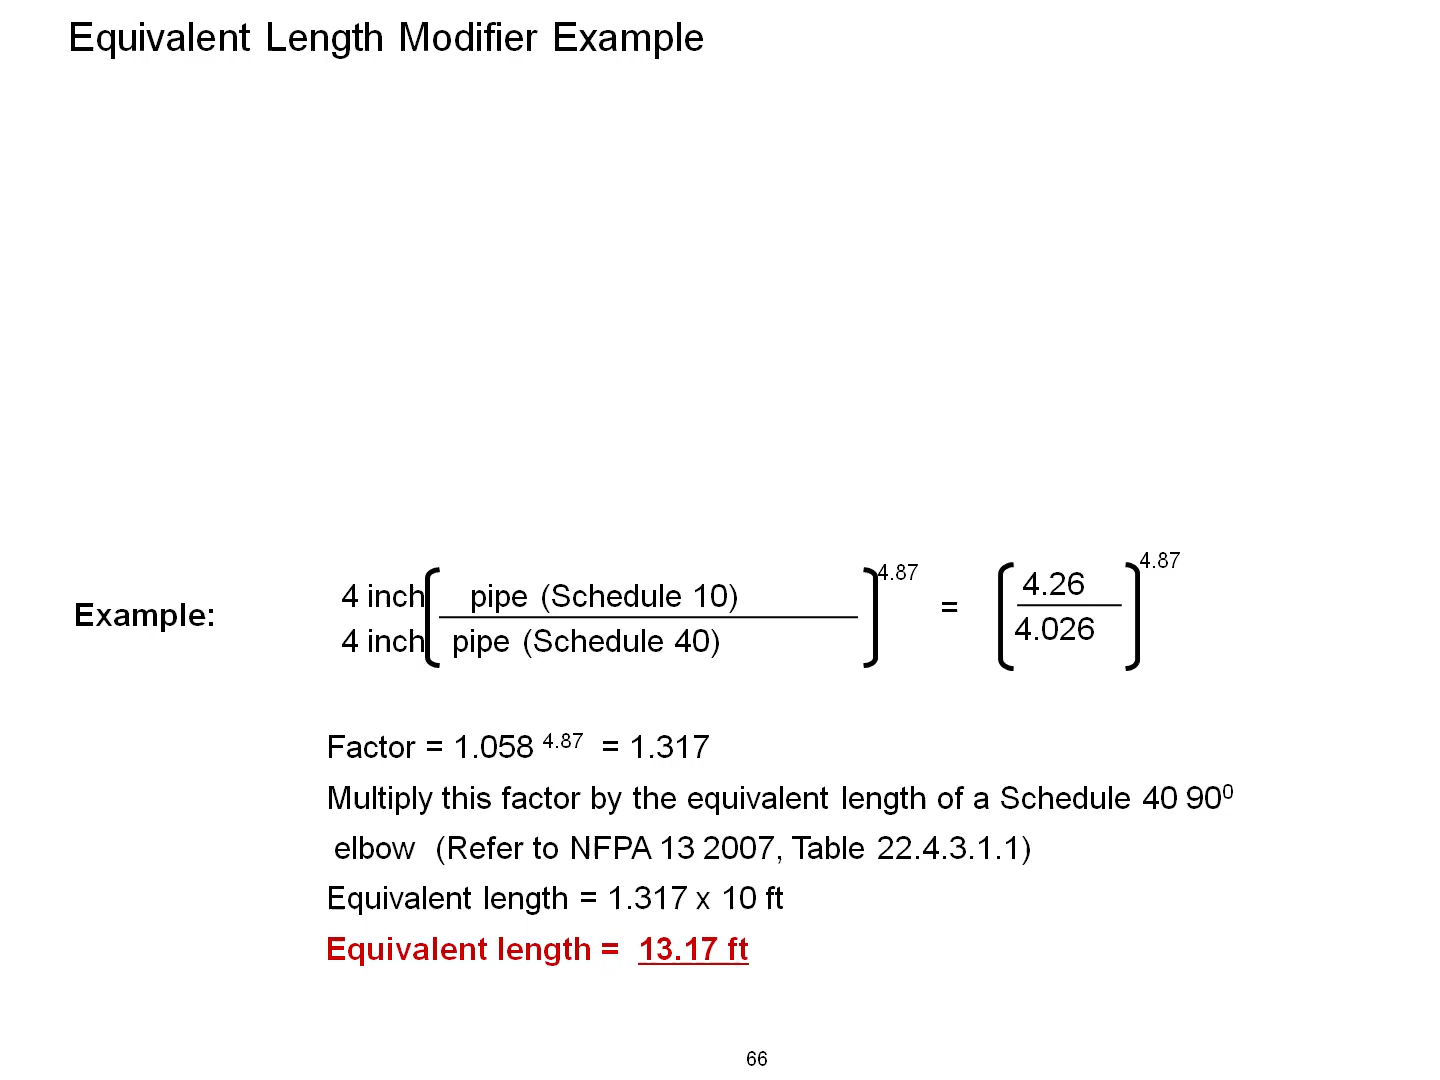 Equivalent Length Modifier Example
Example:
4 inch pipe (Schedule 10) 4.87 = 4.26 4.87
4 inch pipe (Schedule 40) 4.026
Factor = 1.058 4.87 = 1.317
Multiply this factor by the equivalent length of a Schedule 40 90⁰
elbow (Refer to NFPA 13 2007, Table 22.4.3.1.1)
Equivalent length = 1.317 x 10 ft
Equivalent length = 13.17 ft
66